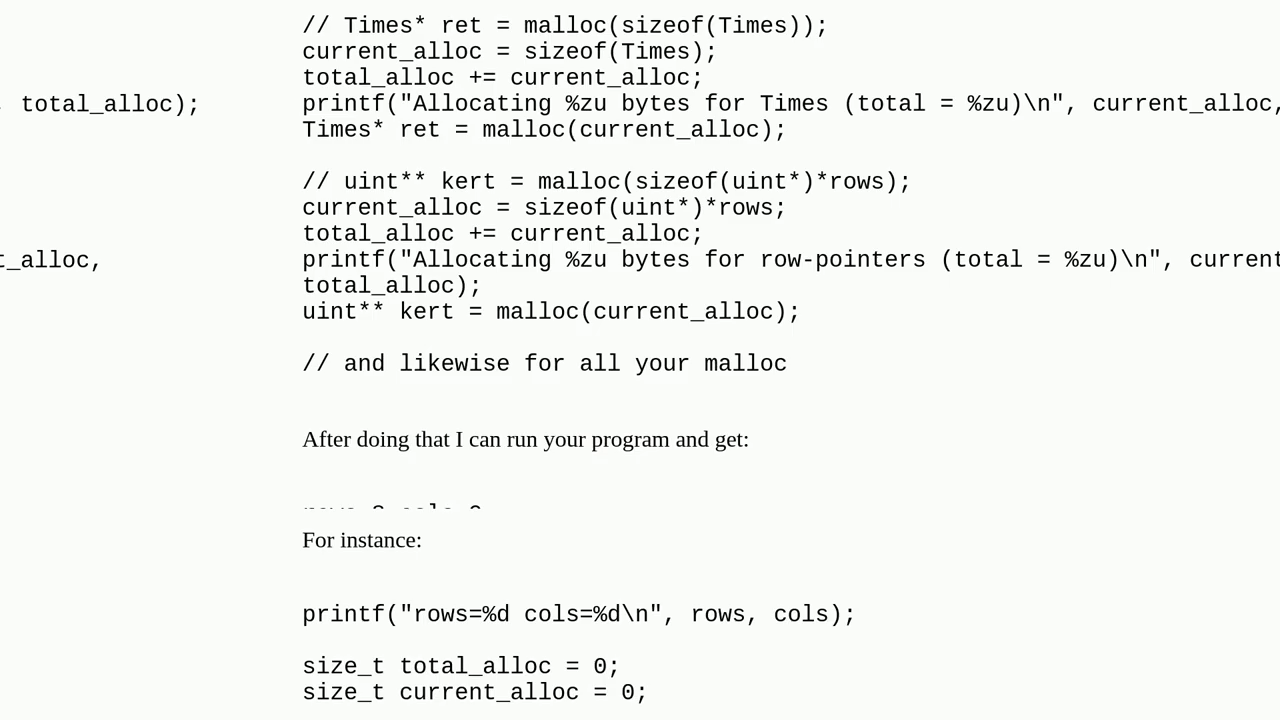 // Times* ret = malloc(sizeof(Times));
current_alloc = sizeof(Times);
total_alloc += current_alloc;
total_alloc);
printf("Allocating %zu bytes for Times (total = %zu)\n", current_alloc,
Times* ret = malloc(current_alloc);
// uint** kert = malloc(sizeof(uint*)*rows);
current_alloc = sizeof(uint*)*rows;
total_alloc += current_alloc;
t_alloc,
printf("Allocating %zu bytes for row-pointers (total = %zu)\n", current
total_alloc);
uint** kert = malloc(current_alloc);
// and likewise for all your malloc
After doing that I can run your program and get:
For instance:
printf("rows=%d cols=%d\n", rows, cols);
size_t total_alloc = 0;
size_t current_alloc = 0;